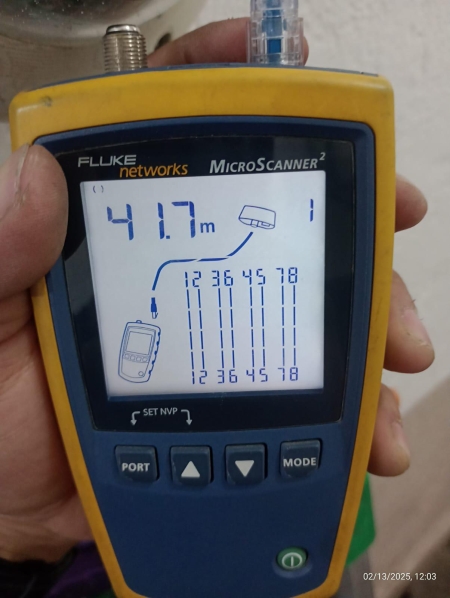 FLUKE
networks MICROSCANNER²
41.7 m 1
12 36 45 78
12 36 45 78
SET NVP
PORT MODE
02/13/2025, 12:03